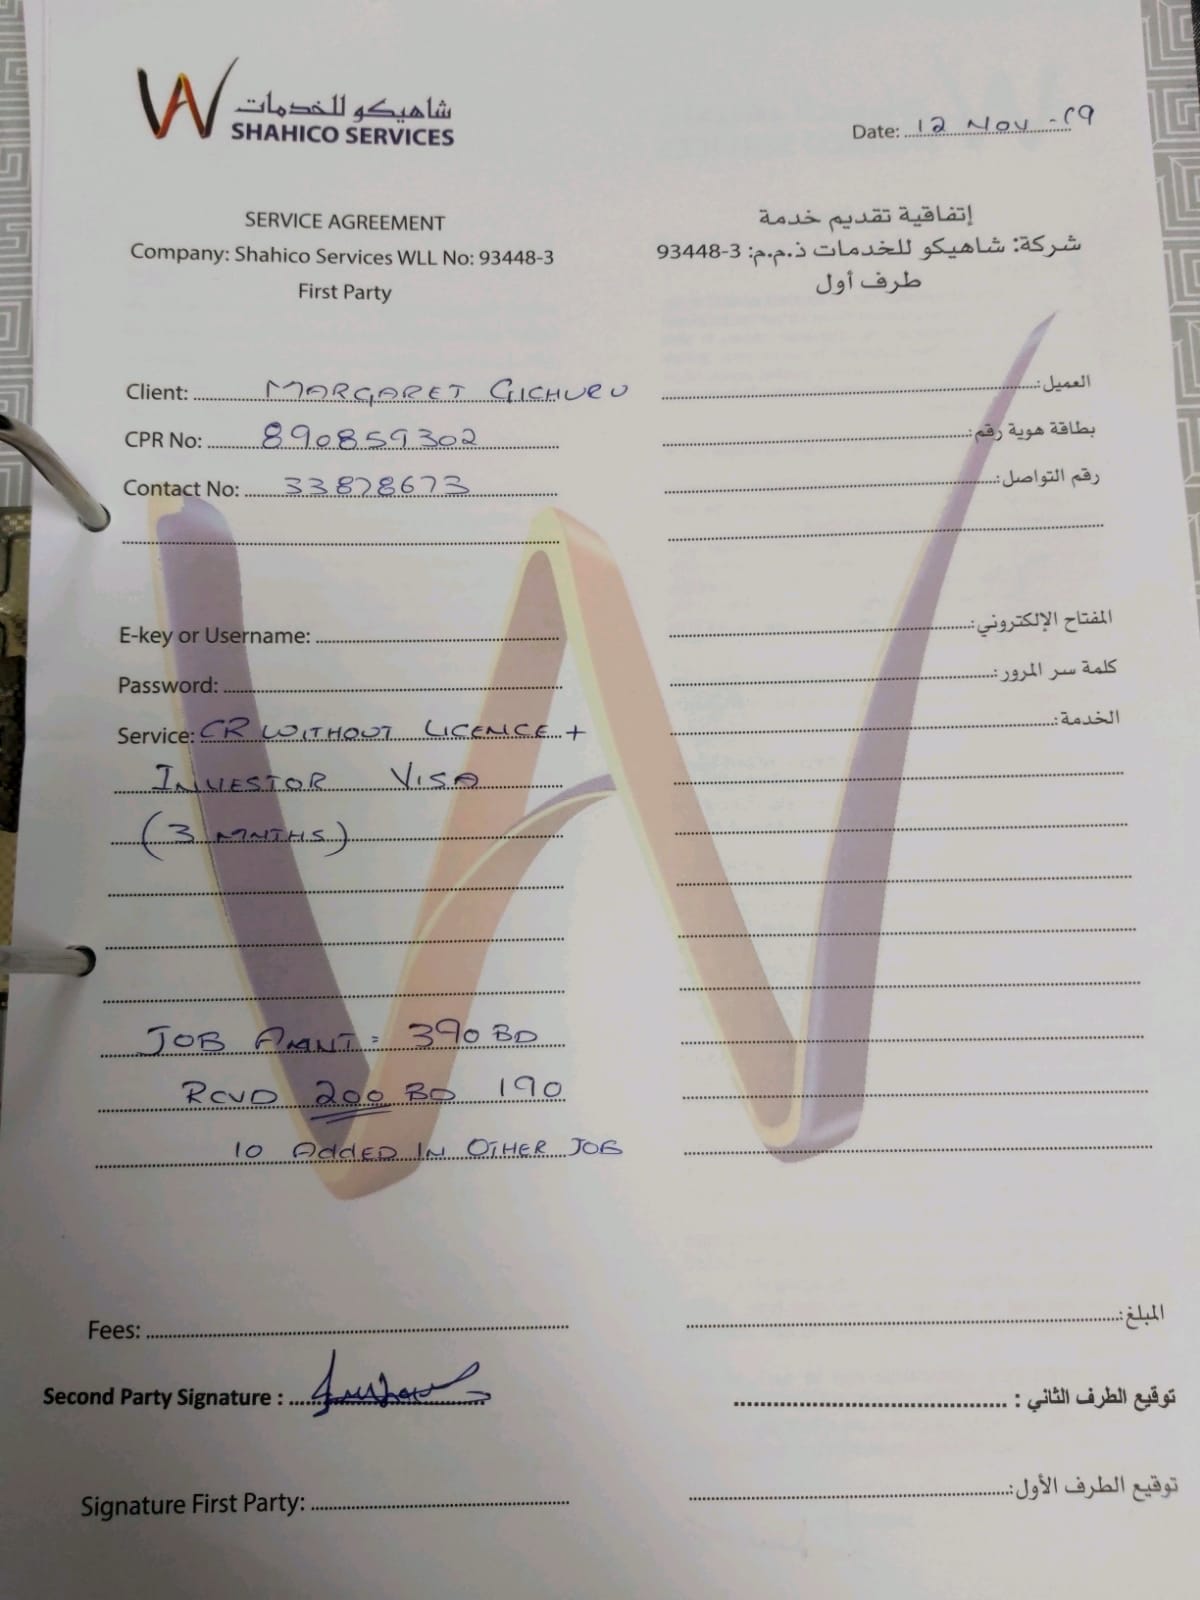 شاهيكو للخدمات
SHAHICO SERVICES
Date: 12 Nov -19
SERVICE AGREEMENT
Company: Shahico Services WLL No: 93448-3
First Party
إتفاقية تقديم خدمة
شركة: شاهيكو للخدمات ذ.م.م: 3-93448
طرف أول
Client: MARGARET GICHURU
العميل:
CPR No: 890859302
بطاقة هوية رقم:
Contact No: 33878673
رقم التواصل:
E-key or Username:
المفتاح الإلكتروني:
Password:
كلمة سر المرور:
Service: CR WITHOUT LICENCE +
الخدمة:
INVESTOR VISA
(3 MNTHS)
JOB AMNT: 390 BD
RCVD 200 BD 190
10 ADDED IN OTHER JOB
Fees:
المبلغ:
Second Party Signature :
توقيع الطرف الثاني :
Signature First Party:
توقيع الطرف الأول: